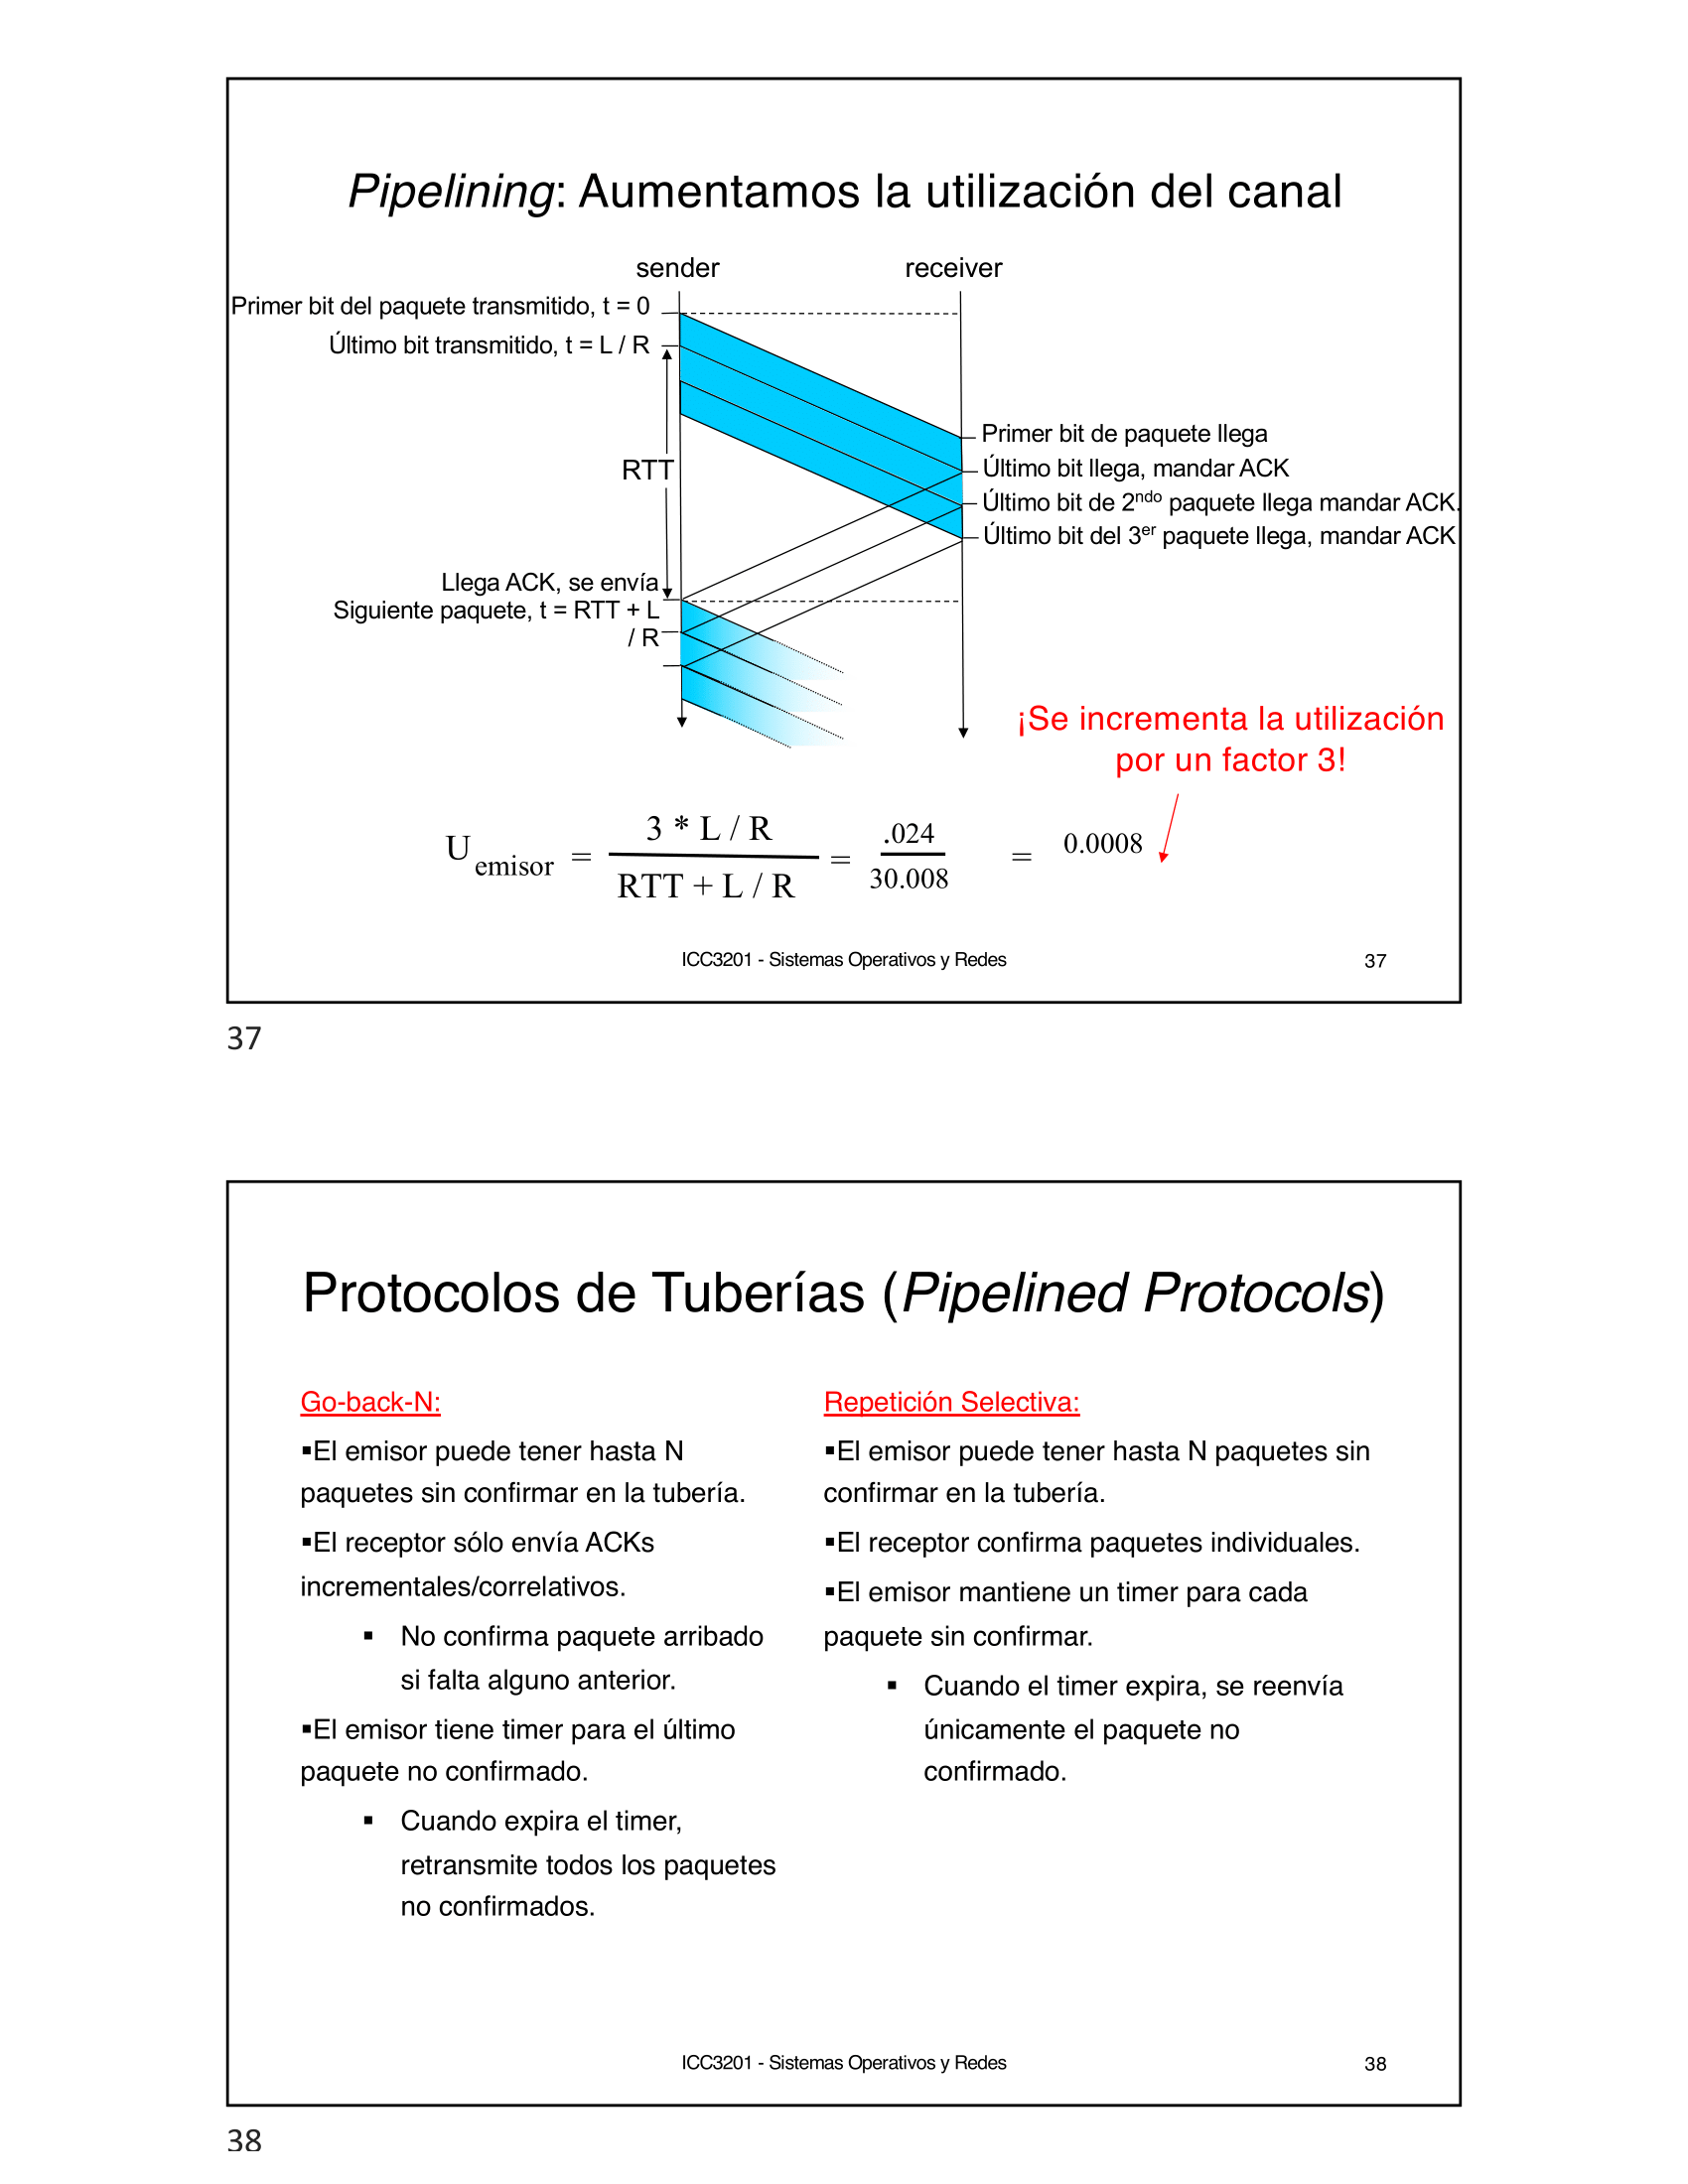 Pipelining: Aumentamos la utilización del canal
sender
receiver
Primer bit del paquete transmitido, t = 0
Último bit transmitido, t = L / R
RTT
Primer bit de paquete llega
Último bit llega, mandar ACK
Último bit de 2ndo paquete llega mandar ACK.
Último bit del 3er paquete llega, mandar ACK
Llega ACK, se envía
Siguiente paquete, t = RTT + L
/ R
¡Se incrementa la utilización
por un factor 3!
U emisor = 3 * L / R / RTT + L / R = .024 / 30.008 = 0.0008
ICC3201 - Sistemas Operativos y Redes
37
37
Protocolos de Tuberías (Pipelined Protocols)
Go-back-N:
▪El emisor puede tener hasta N
paquetes sin confirmar en la tubería.
▪El receptor sólo envía ACKs
incrementales/correlativos.
▪ No confirma paquete arribado
si falta alguno anterior.
▪El emisor tiene timer para el último
paquete no confirmado.
▪ Cuando expira el timer,
retransmite todos los paquetes
no confirmados.
Repetición Selectiva:
▪El emisor puede tener hasta N paquetes sin
confirmar en la tubería.
▪El receptor confirma paquetes individuales.
▪El emisor mantiene un timer para cada
paquete sin confirmar.
▪ Cuando el timer expira, se reenvía
únicamente el paquete no
confirmado.
ICC3201 - Sistemas Operativos y Redes
38
38